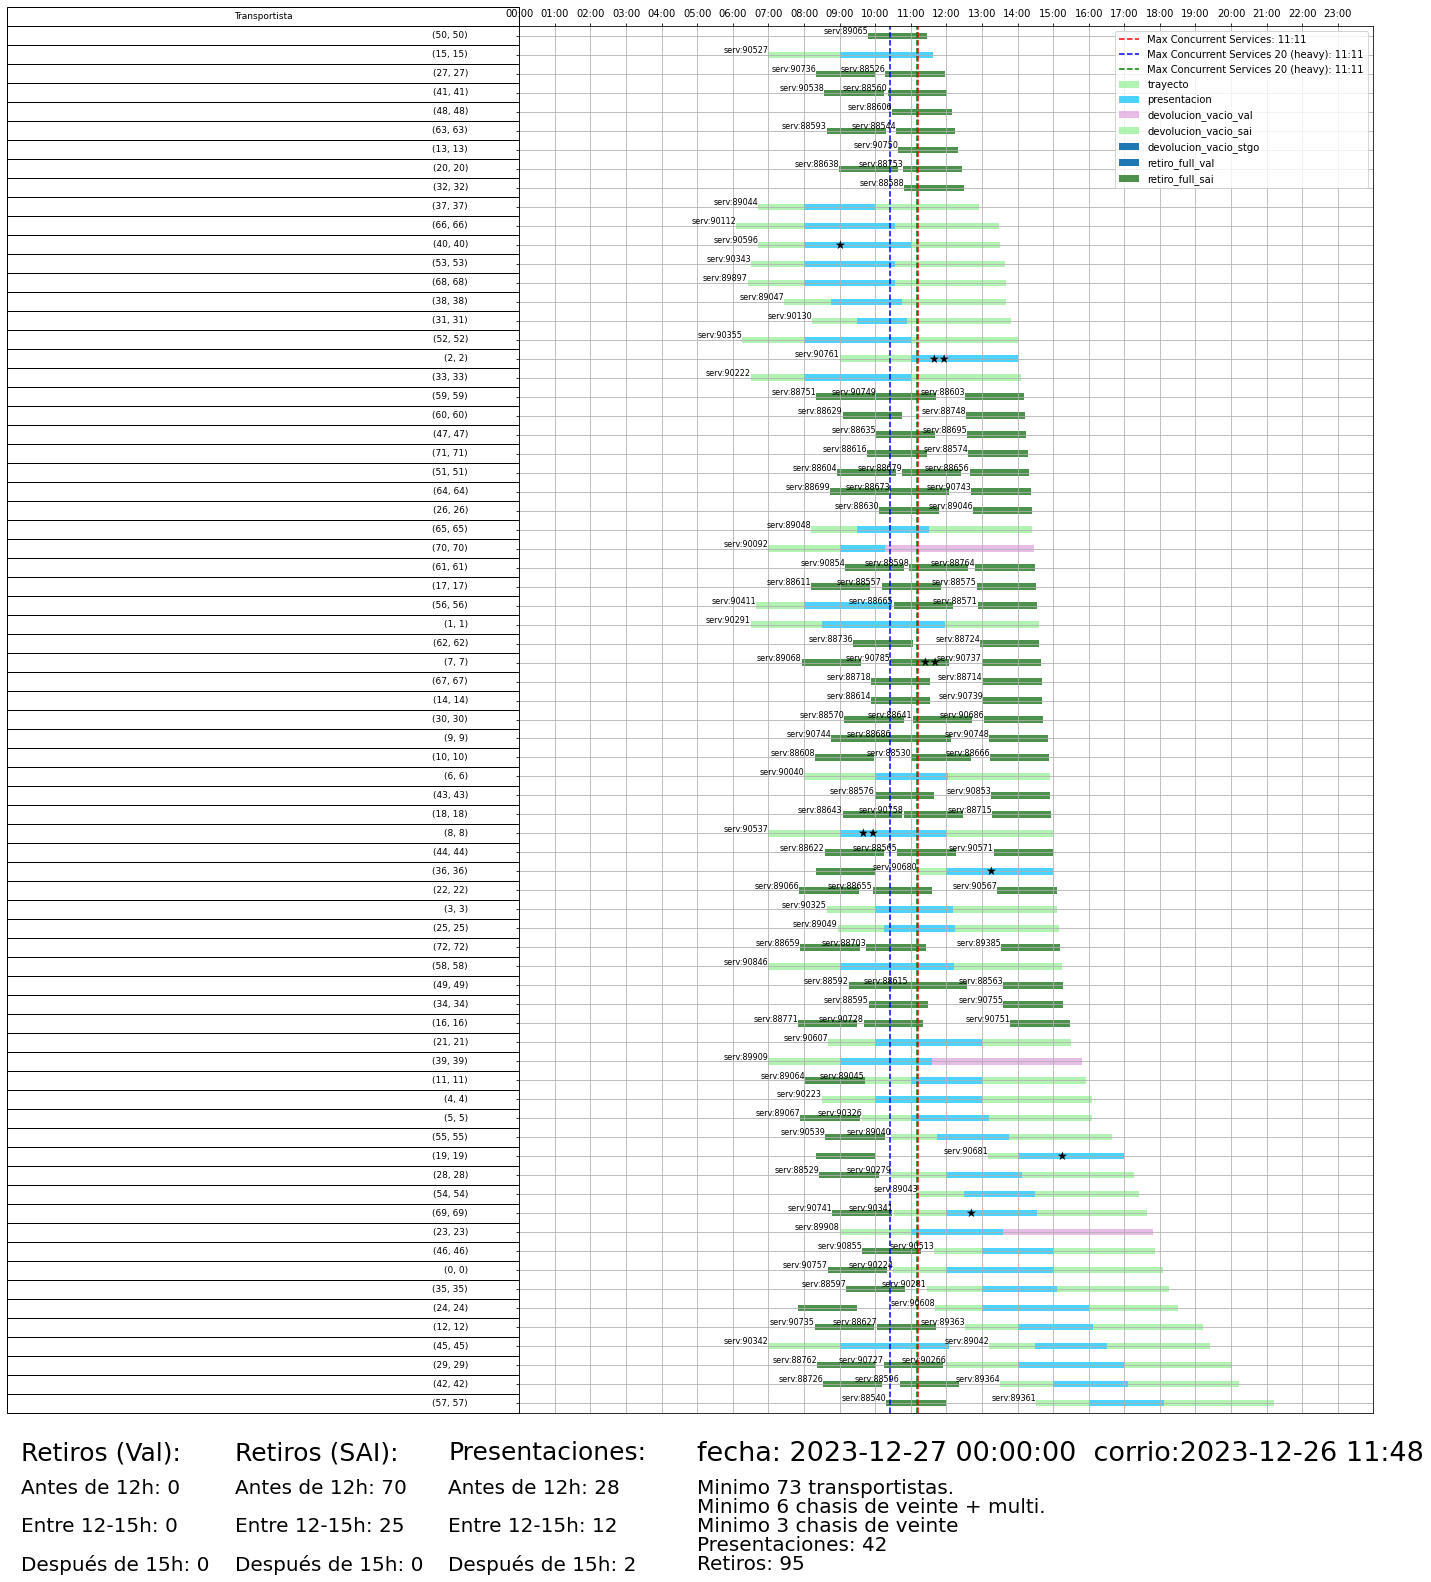 Transportista
00:00 01:00 02:00 03:00 04:00 05:00 06:00 07:00 08:00 09:00 10:00 11:00 12:00 13:00 14:00 15:00 16:00 17:00 18:00 19:00 20:00 21:00 22:00 23:00
Max Concurrent Services: 11:11
Max Concurrent Services 20 (heavy): 11:11
Max Concurrent Services 20 (heavy): 11:11
trayecto
presentacion
devolucion_vacio_val
devolucion_vacio_sai
devolucion_vacio_stgo
retiro_full_val
retiro_full_sai
(50, 50) serv:89065
(15, 15) serv:90527
(27, 27) serv:90736 serv:88526
(41, 41) serv:90538 serv:88560
(48, 48) serv:88606
(63, 63) serv:88593 serv:88544
(13, 13) serv:90750
(20, 20) serv:88638 serv:88753
(32, 32) serv:88588
(37, 37) serv:89044
(66, 66) serv:90112
(40, 40) serv:90596
(53, 53) serv:90343
(68, 68) serv:89897
(38, 38) serv:89047
(31, 31) serv:90130
(52, 52) serv:90355
(2, 2) serv:90761
(33, 33) serv:90222
(59, 59) serv:88751 serv:90749 serv:88603
(60, 60) serv:88629 serv:88748
(47, 47) serv:88635 serv:88695
(71, 71) serv:88616 serv:88574
(51, 51) serv:88604 serv:88679 serv:88656
(64, 64) serv:88699 serv:88673 serv:90743
(26, 26) serv:88630 serv:89046
(65, 65) serv:89048
(70, 70) serv:90092
(61, 61) serv:90854 serv:88598 serv:88764
(17, 17) serv:88611 serv:88557 serv:88575
(56, 56) serv:90411 serv:88665 serv:88571
(1, 1) serv:90291
(62, 62) serv:88736 serv:88724
(7, 7) serv:89068 serv:90785 serv:90737
(67, 67) serv:88718 serv:88714
(14, 14) serv:88614 serv:90739
(30, 30) serv:88570 serv:88641 serv:90686
(9, 9) serv:90744 serv:88686 serv:90748
(10, 10) serv:88608 serv:88530 serv:88666
(6, 6) serv:90040
(43, 43) serv:88576 serv:90853
(18, 18) serv:88643 serv:90758 serv:88715
(8, 8) serv:90537
(44, 44) serv:88622 serv:88565 serv:90571
(36, 36) serv:90680
(22, 22) serv:89066 serv:88655 serv:90567
(3, 3) serv:90325
(25, 25) serv:89049
(72, 72) serv:88659 serv:88703 serv:89385
(58, 58) serv:90846
(49, 49) serv:88592 serv:88615 serv:88563
(34, 34) serv:88595 serv:90755
(16, 16) serv:88771 serv:90728 serv:90751
(21, 21) serv:90607
(39, 39) serv:89909
(11, 11) serv:89064 serv:89045
(4, 4) serv:90223
(5, 5) serv:89067 serv:90326
(55, 55) serv:90539 serv:89040
(19, 19) serv:90681
(28, 28) serv:88529 serv:90279
(54, 54) serv:89043
(69, 69) serv:90741 serv:90341
(23, 23) serv:89908
(46, 46) serv:90855 serv:90513
(0, 0) serv:90757 serv:90224
(35, 35) serv:88597 serv:90281
(24, 24) serv:90608
(12, 12) serv:90735 serv:88627 serv:89363
(45, 45) serv:90342 serv:89042
(29, 29) serv:88762 serv:90727 serv:90266
(42, 42) serv:88726 serv:88596 serv:89364
(57, 57) serv:88540 serv:89361
Retiros (Val):
Antes de 12h: 0
Entre 12-15h: 0
Después de 15h: 0
Retiros (SAI):
Antes de 12h: 70
Entre 12-15h: 25
Después de 15h: 0
Presentaciones:
Antes de 12h: 28
Entre 12-15h: 12
Después de 15h: 2
fecha: 2023-12-27 00:00:00 corrio:2023-12-26 11:48
Minimo 73 transportistas.
Minimo 6 chasis de veinte + multi.
Minimo 3 chasis de veinte
Presentaciones: 42
Retiros: 95